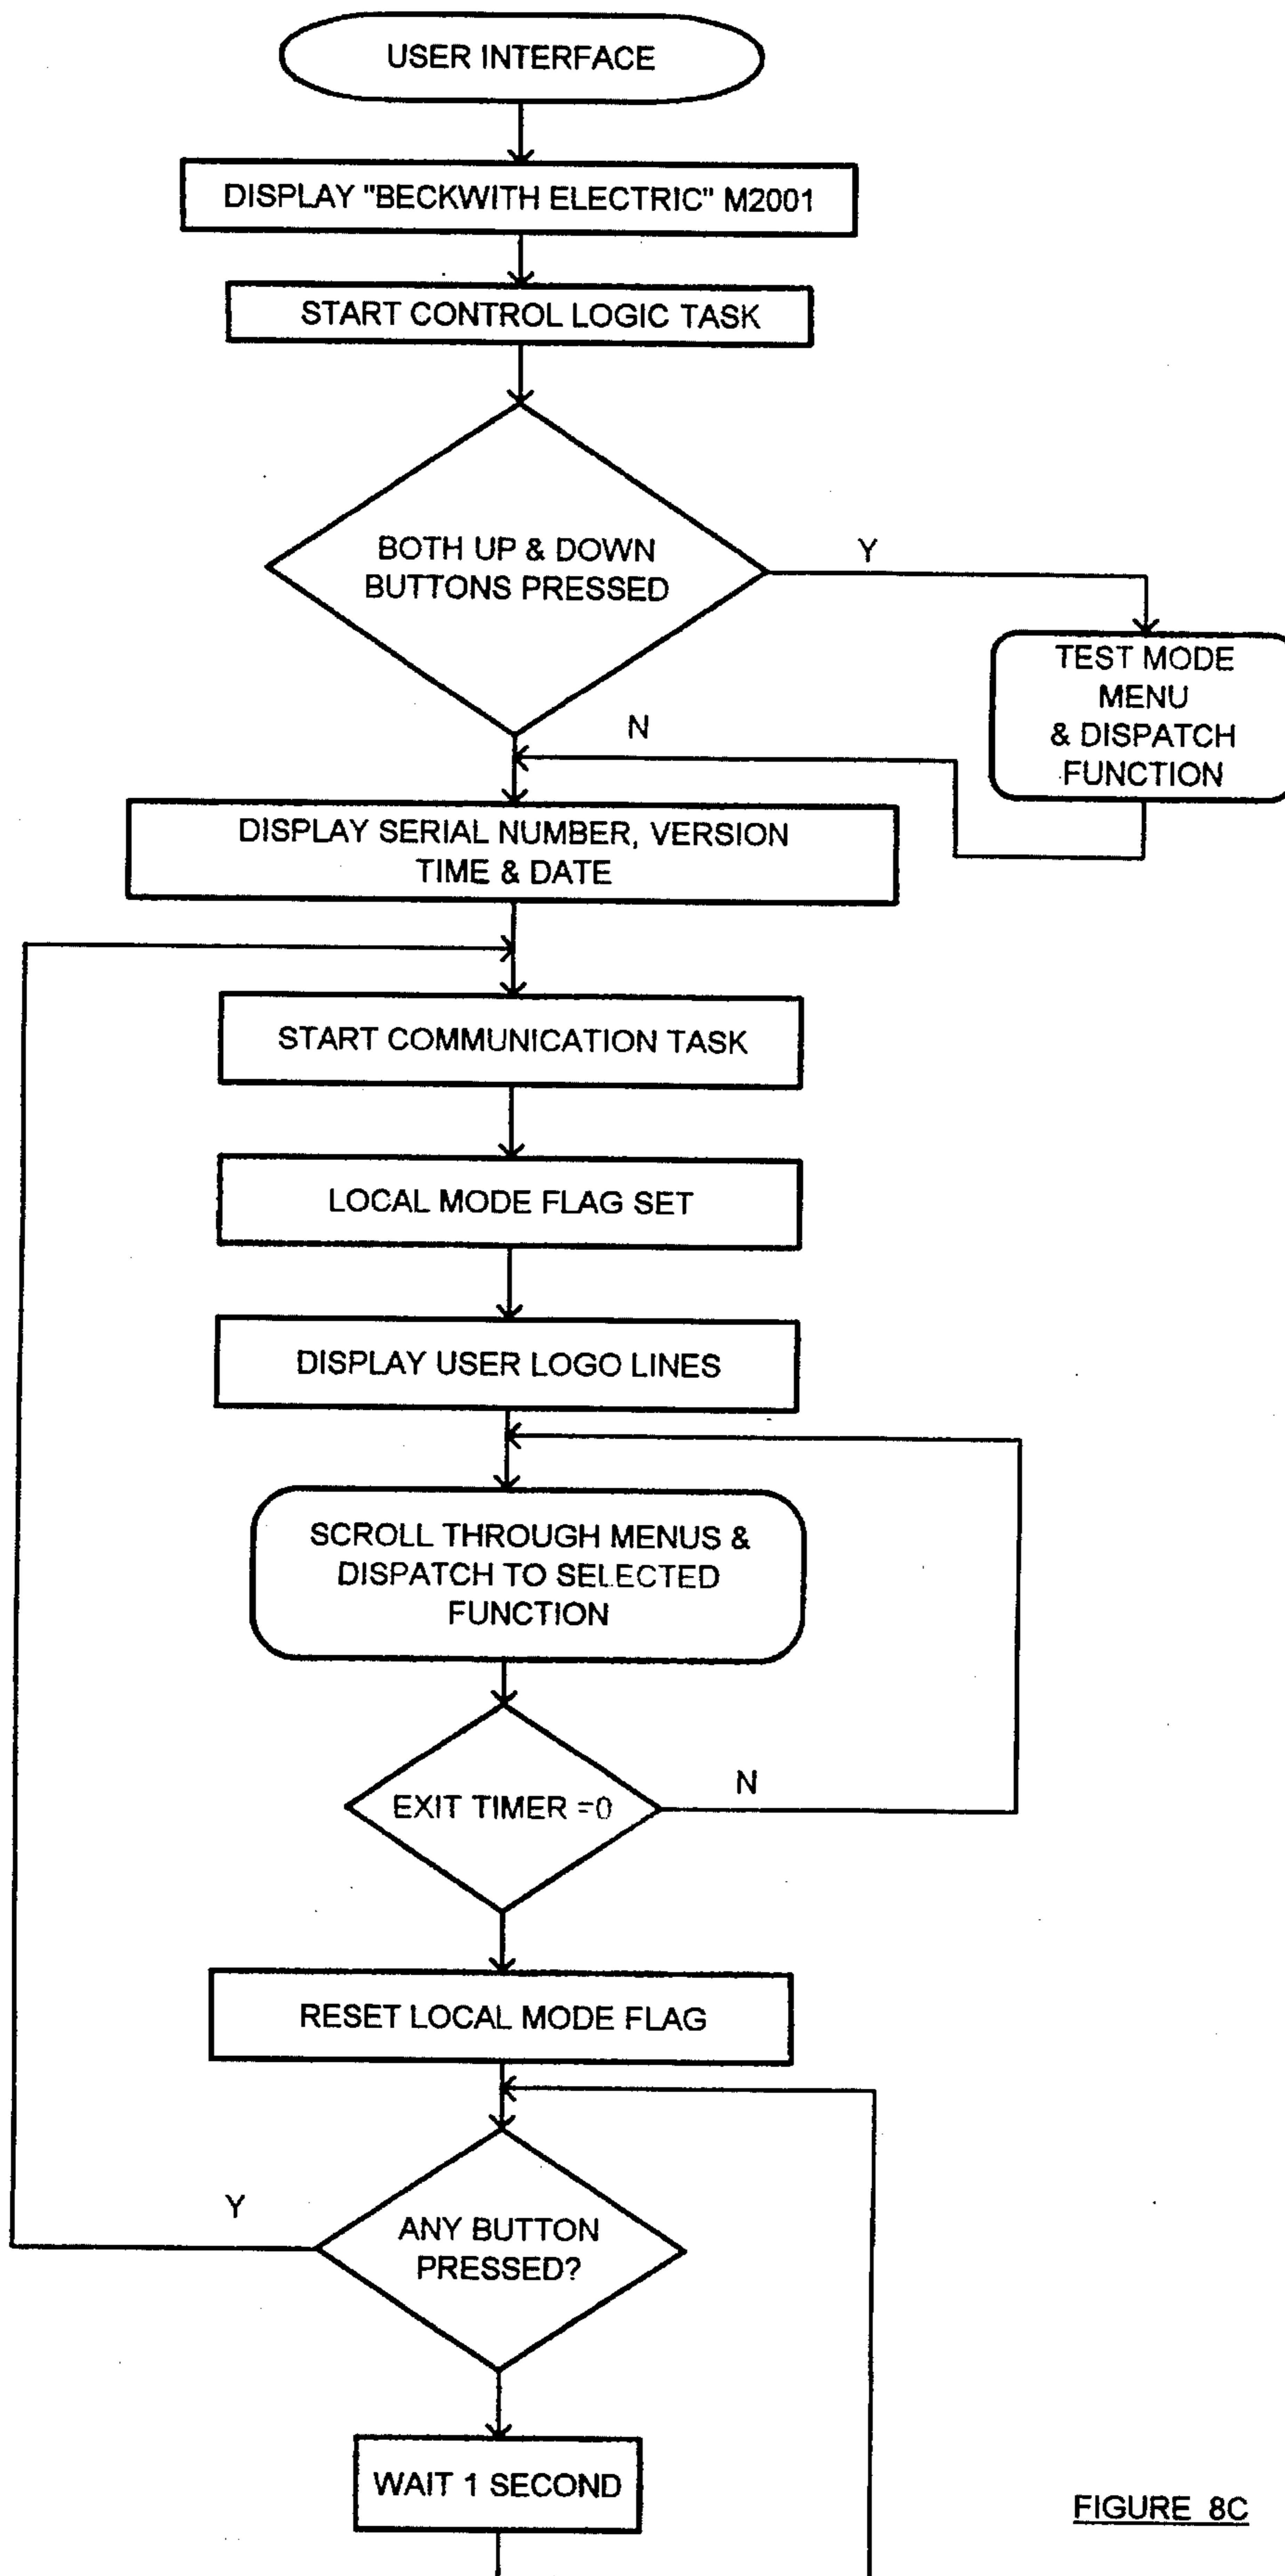 USER INTERFACE
DISPLAY "BECKWITH ELECTRIC" M2001
START CONTROL LOGIC TASK
BOTH UP & DOWN
BUTTONS PRESSED
Y
TEST MODE
MENU
& DISPATCH
FUNCTION
N
DISPLAY SERIAL NUMBER, VERSION
TIME & DATE
START COMMUNICATION TASK
LOCAL MODE FLAG SET
DISPLAY USER LOGO LINES
SCROLL THROUGH MENUS &
DISPATCH TO SELECTED
FUNCTION
EXIT TIMER =0
N
RESET LOCAL MODE FLAG
Y
ANY BUTTON
PRESSED?
WAIT 1 SECOND
FIGURE 8C